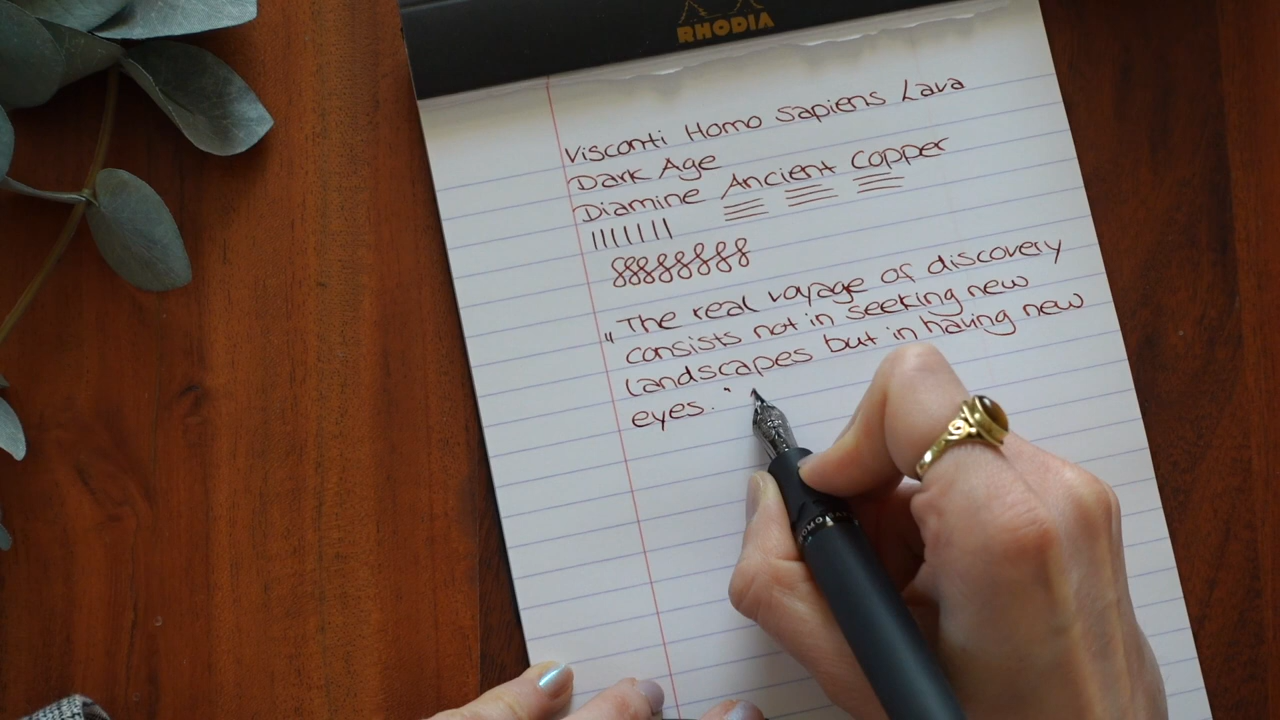 RHODIA
Visconti Homo Sapiens Lava
Dark Age
Diamine Ancient Copper
„The real voyage of discovery
consists not in seeking new
landscapes but in having new
eyes.
HOMO